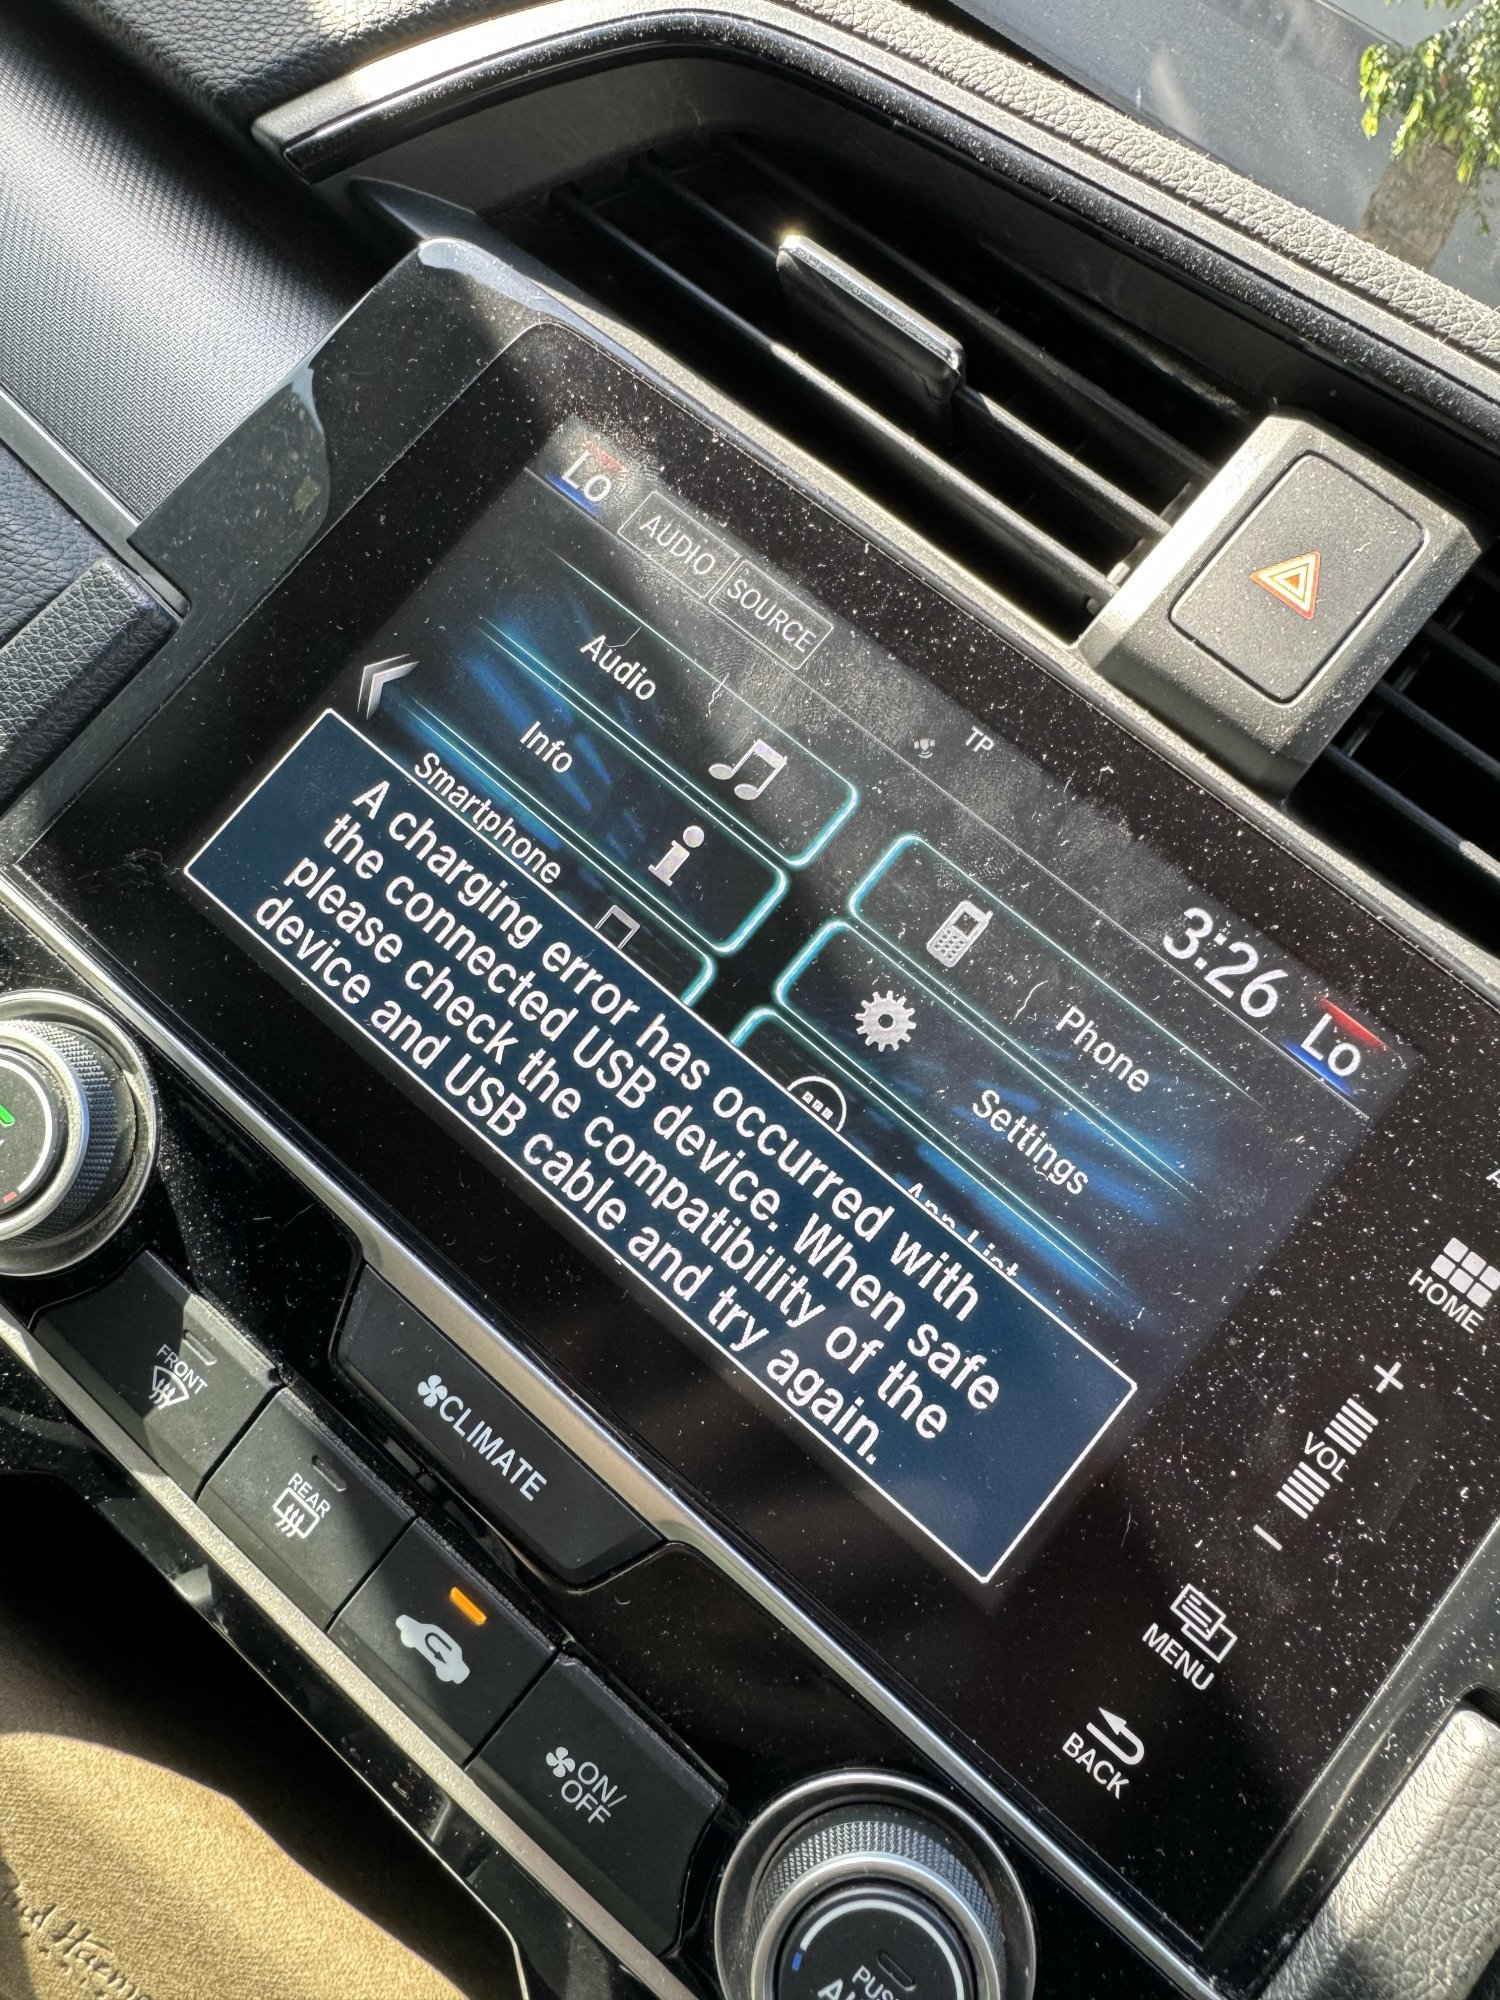 Lo
AUDIO
SOURCE
TP
3:26
Lo
Audio
Phone
Info
Settings
Smartphone
App List
A charging error has occurred with
the connected USB device. When safe
please check the compatibility of the
device and USB cable and try again.
HOME
+
VOL
−
MENU
BACK
FRONT
REAR
CLIMATE
ON/
OFF